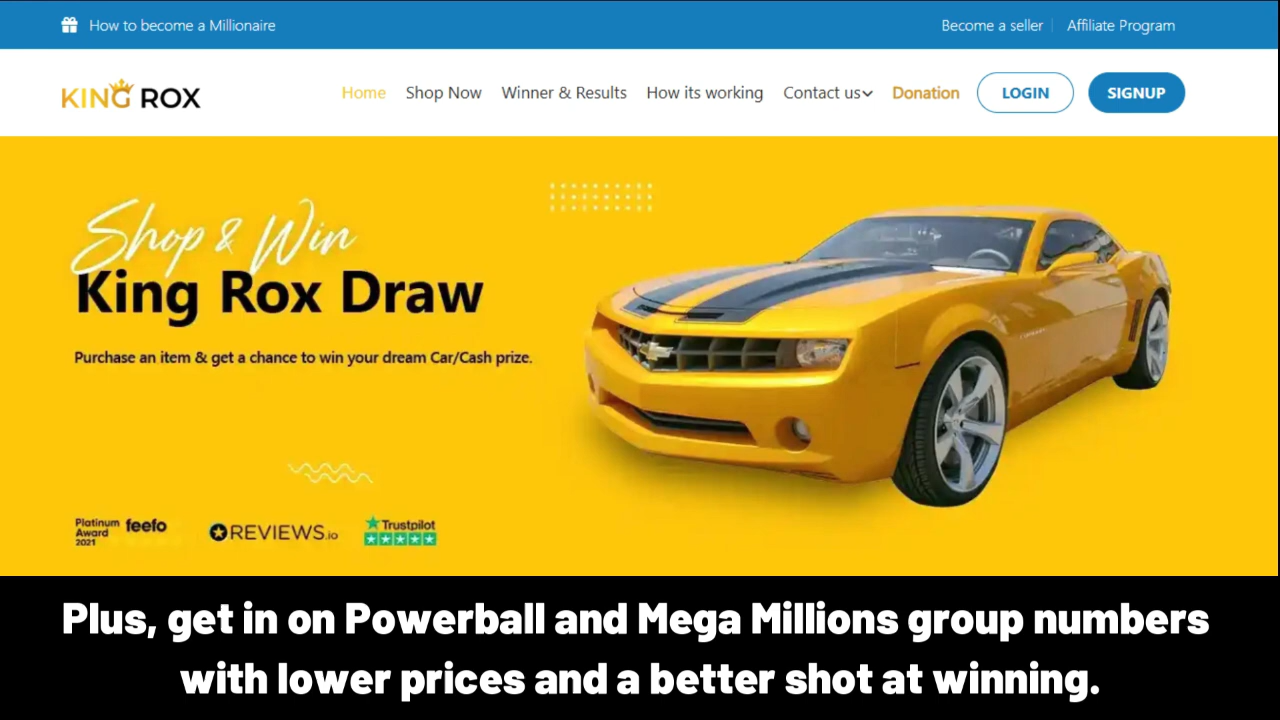 How to become a Millionaire
Become a seller
Affiliate Program
KING ROX
Home
Shop Now
Winner & Results
How its working
Contact us
Donation
LOGIN
SIGNUP
Shop & Win
King Rox Draw
Purchase an item & get a chance to win your dream Car/Cash prize.
Platinum
Award
2021
feefo
REVIEWS.io
Trustpilot
Plus, get in on Powerball and Mega Millions group numbers
with lower prices and a better shot at winning.